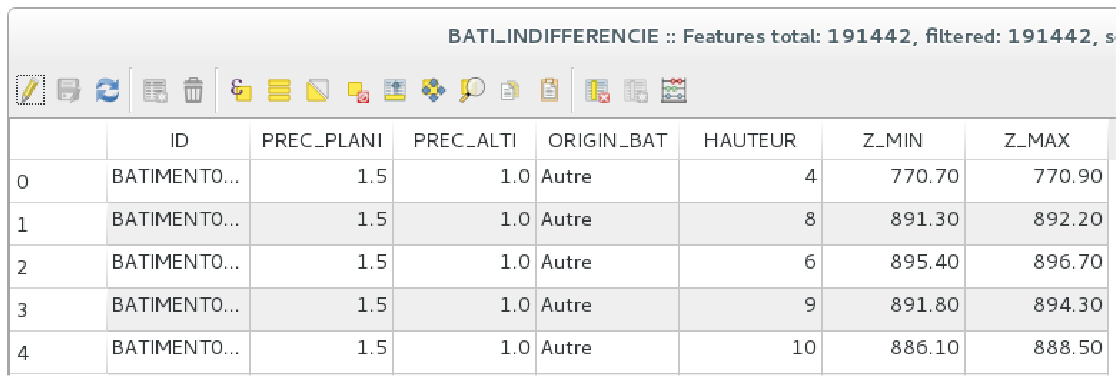 BATI_INDIFFERENCIE :: Features total: 191442, filtered: 191442, s
ID PREC_PLANI PREC_ALTI ORIGIN_BAT HAUTEUR Z_MIN Z_MAX
0 BATIMENT0... 1.5 1.0 Autre 4 770.70 770.90
1 BATIMENT0... 1.5 1.0 Autre 8 891.30 892.20
2 BATIMENT0... 1.5 1.0 Autre 6 895.40 896.70
3 BATIMENT0... 1.5 1.0 Autre 9 891.80 894.30
4 BATIMENT0... 1.5 1.0 Autre 10 886.10 888.50